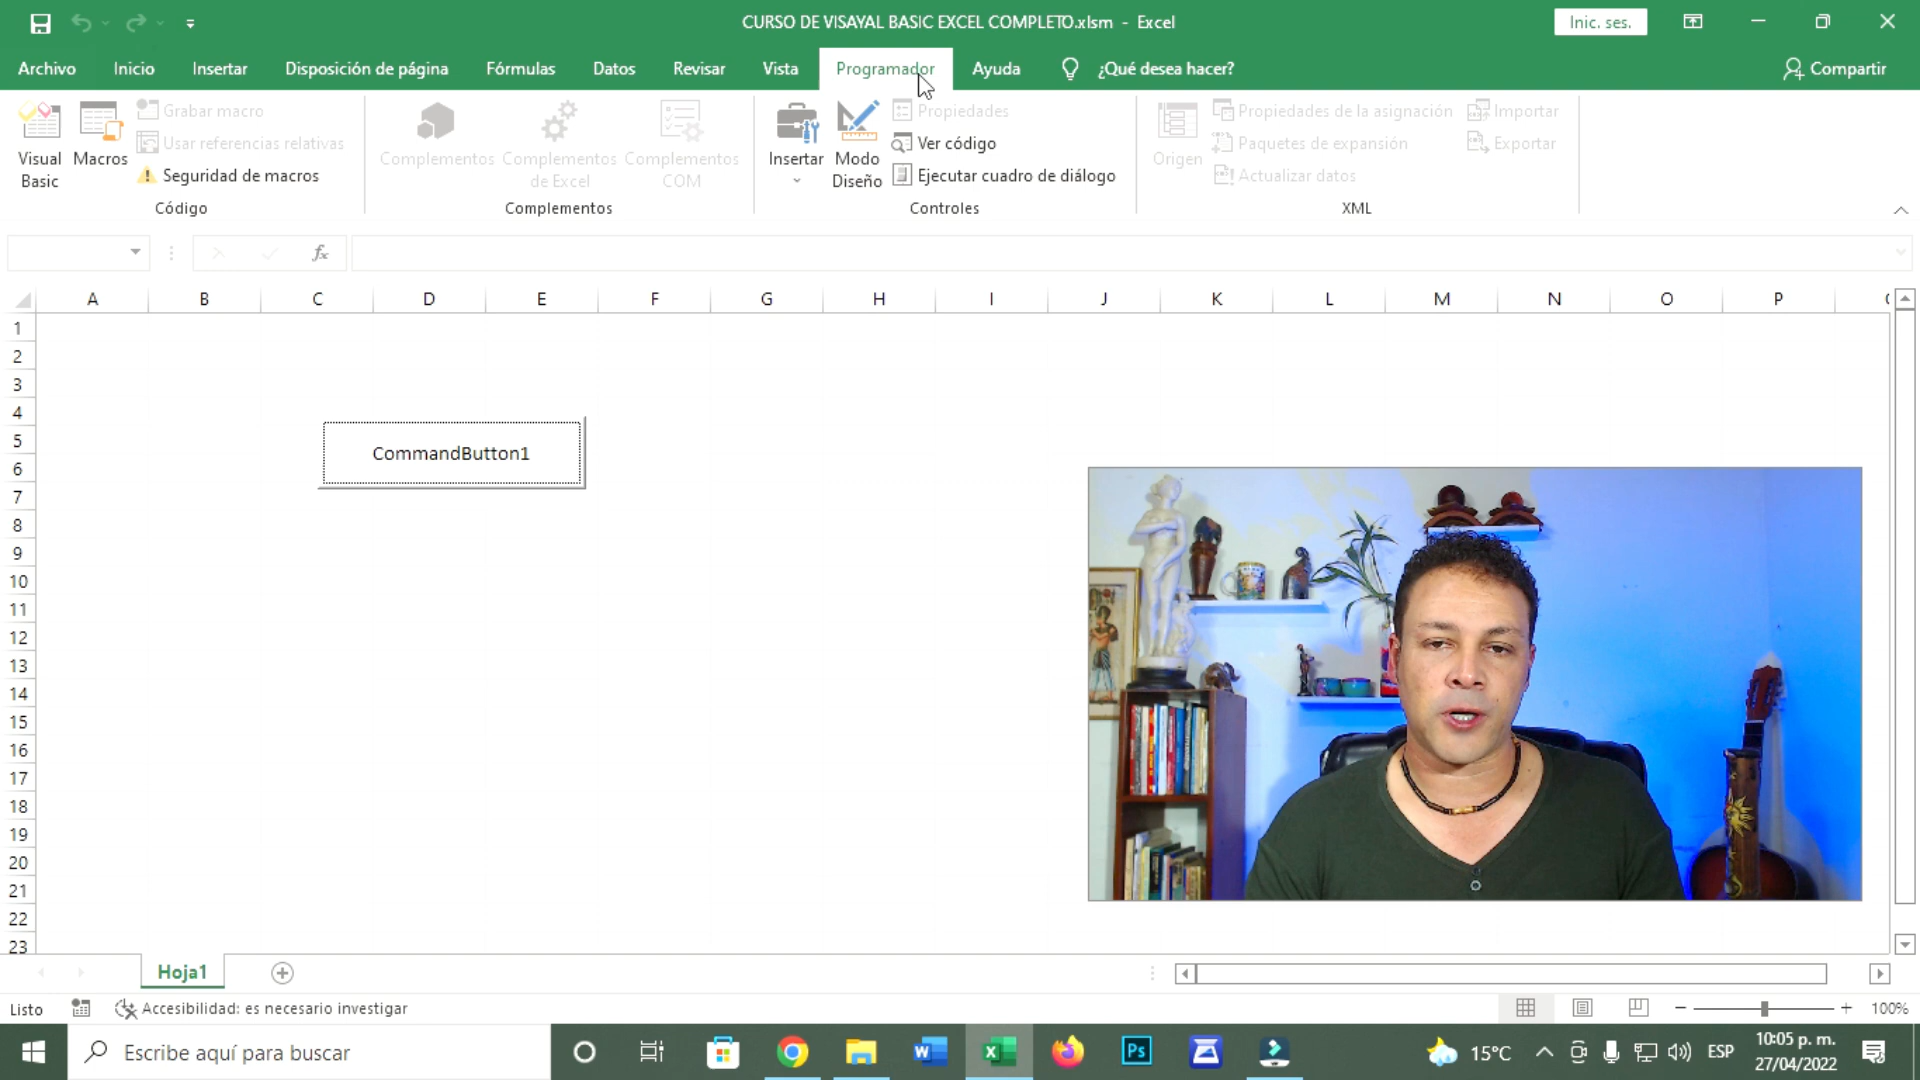 CURSO DE VISAYAL BASIC EXCEL COMPLETO.xlsm - Excel
Inic. ses.
Archivo
Inicio
Insertar
Disposición de página
Fórmulas
Datos
Revisar
Vista
Programador
Ayuda
¿Qué desea hacer?
Compartir
Visual Basic
Macros
Grabar macro
Usar referencias relativas
Seguridad de macros
Código
Complementos
Complementos de Excel
Complementos COM
Complementos
Insertar
Modo Diseño
Propiedades
Ver código
Ejecutar cuadro de diálogo
Controles
Origen
Propiedades de la asignación
Paquetes de expansión
Actualizar datos
Importar
Exportar
XML
fx
A B C D E F G H I J K L M N O P
1
2
3
4
5
6
7
8
9
10
11
12
13
14
15
16
17
18
19
20
21
22
23
CommandButton1
Hoja1
Listo
Accesibilidad: es necesario investigar
100%
Escribe aquí para buscar
Ps
15°C
ESP
10:05 p. m.
27/04/2022